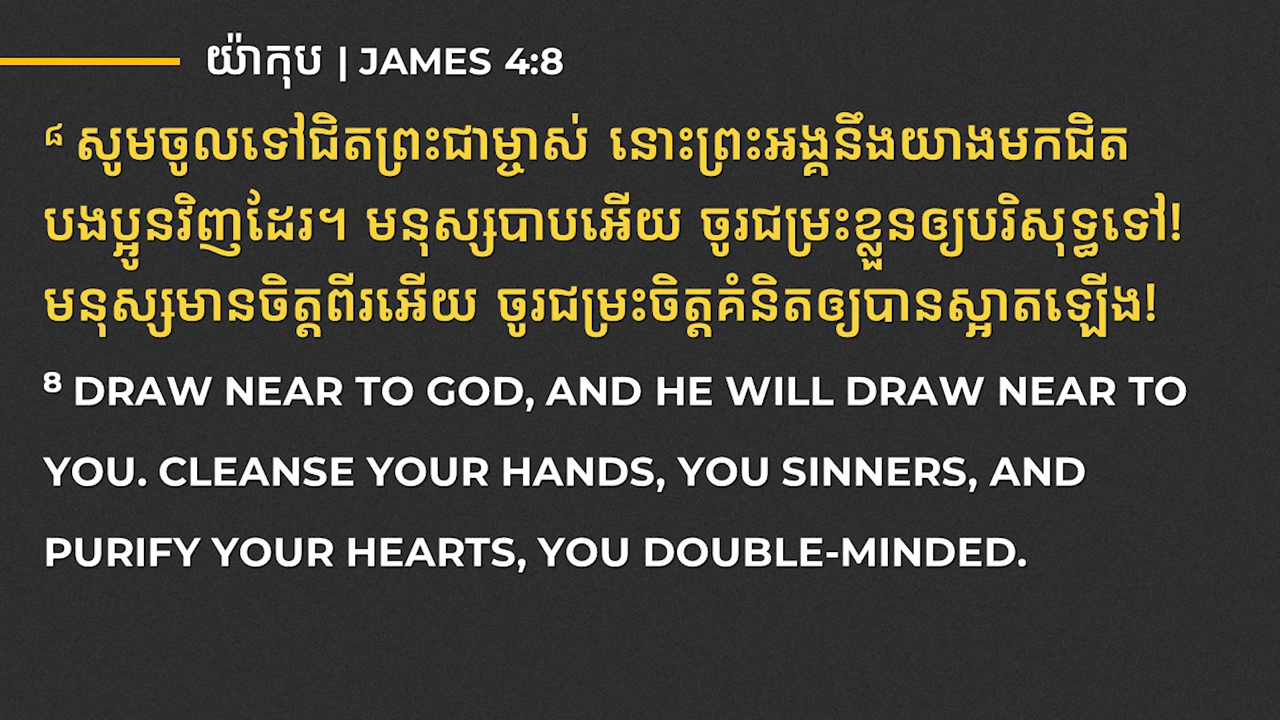 យ៉ាកុប | JAMES 4:8
៨ សូមចូលទៅជិតព្រះជាម្ចាស់ នោះព្រះអង្គនឹងយាងមកជិត
បងប្អូនវិញដែរ។ មនុស្សបាបអើយ ចូរជម្រះខ្លួនឲ្យបរិសុទ្ធទៅ!
មនុស្សមានចិត្តពីរអើយ ចូរជម្រះចិត្តគំនិតឲ្យបានស្អាតឡើង!
8 DRAW NEAR TO GOD, AND HE WILL DRAW NEAR TO
YOU. CLEANSE YOUR HANDS, YOU SINNERS, AND
PURIFY YOUR HEARTS, YOU DOUBLE-MINDED.